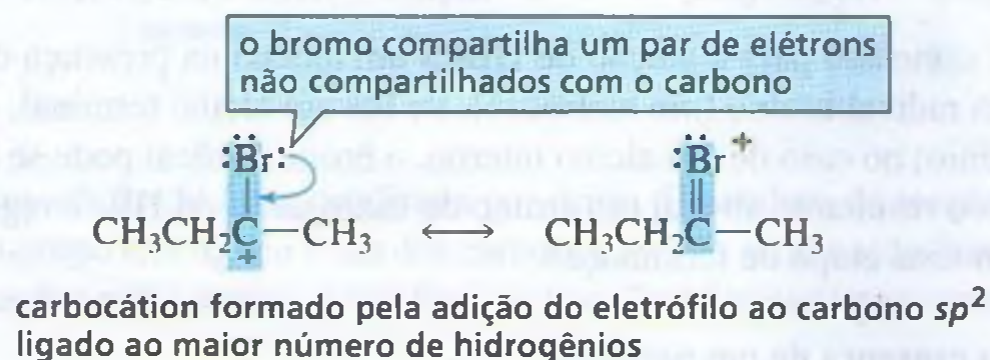 o bromo compartilha um par de elétrons
não compartilhados com o carbono
Br Br +
CH₃CH₂C—CH₃ ⟷ CH₃CH₂C—CH₃
+
carbocátion formado pela adição do eletrófilo ao carbono sp²
ligado ao maior número de hidrogênios